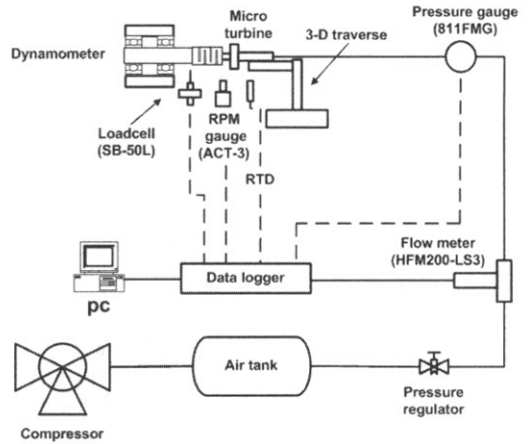 Micro
turbine
Pressure gauge
(811FMG)
3-D traverse
Dynamometer
Loadcell
(SB-50L)
RPM
gauge
(ACT-3)
RTD
Flow meter
(HFM200-LS3)
Data logger
pc
Air tank
Pressure
regulator
Compressor